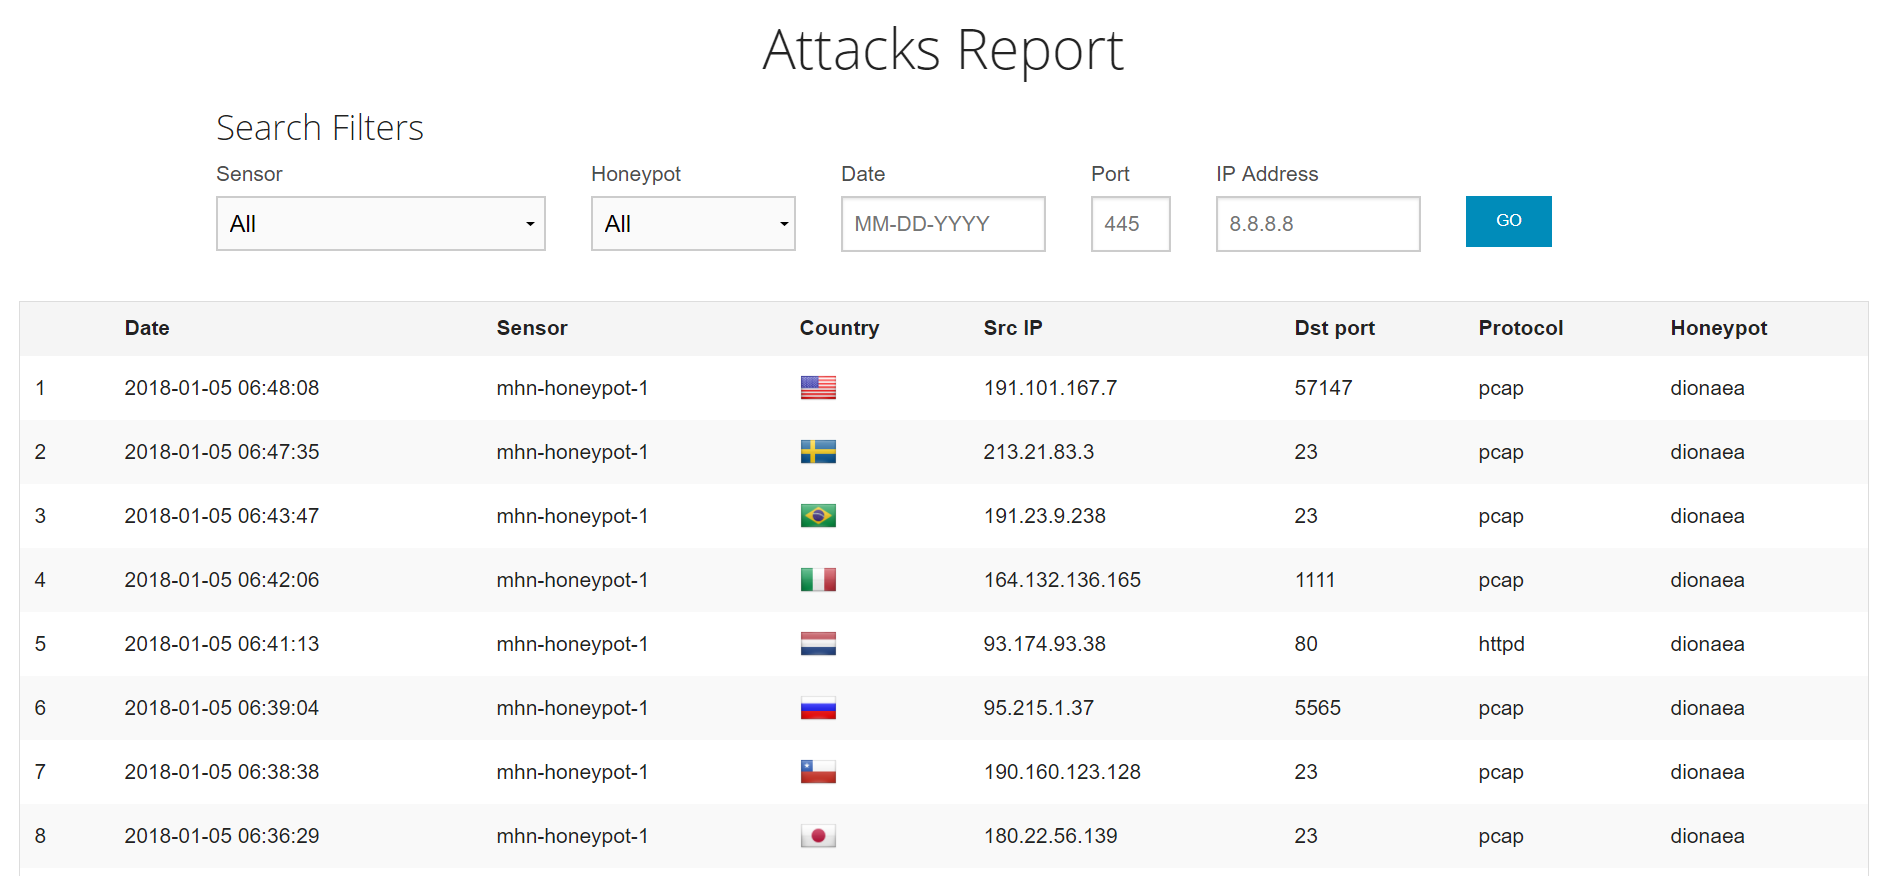 Attacks Report
Search Filters
Sensor Honeypot Date Port IP Address
All All MM-DD-YYYY 445 8.8.8.8 GO
Date Sensor Country Src IP Dst port Protocol Honeypot
1 2018-01-05 06:48:08 mhn-honeypot-1 191.101.167.7 57147 pcap dionaea
2 2018-01-05 06:47:35 mhn-honeypot-1 213.21.83.3 23 pcap dionaea
3 2018-01-05 06:43:47 mhn-honeypot-1 191.23.9.238 23 pcap dionaea
4 2018-01-05 06:42:06 mhn-honeypot-1 164.132.136.165 1111 pcap dionaea
5 2018-01-05 06:41:13 mhn-honeypot-1 93.174.93.38 80 httpd dionaea
6 2018-01-05 06:39:04 mhn-honeypot-1 95.215.1.37 5565 pcap dionaea
7 2018-01-05 06:38:38 mhn-honeypot-1 190.160.123.128 23 pcap dionaea
8 2018-01-05 06:36:29 mhn-honeypot-1 180.22.56.139 23 pcap dionaea